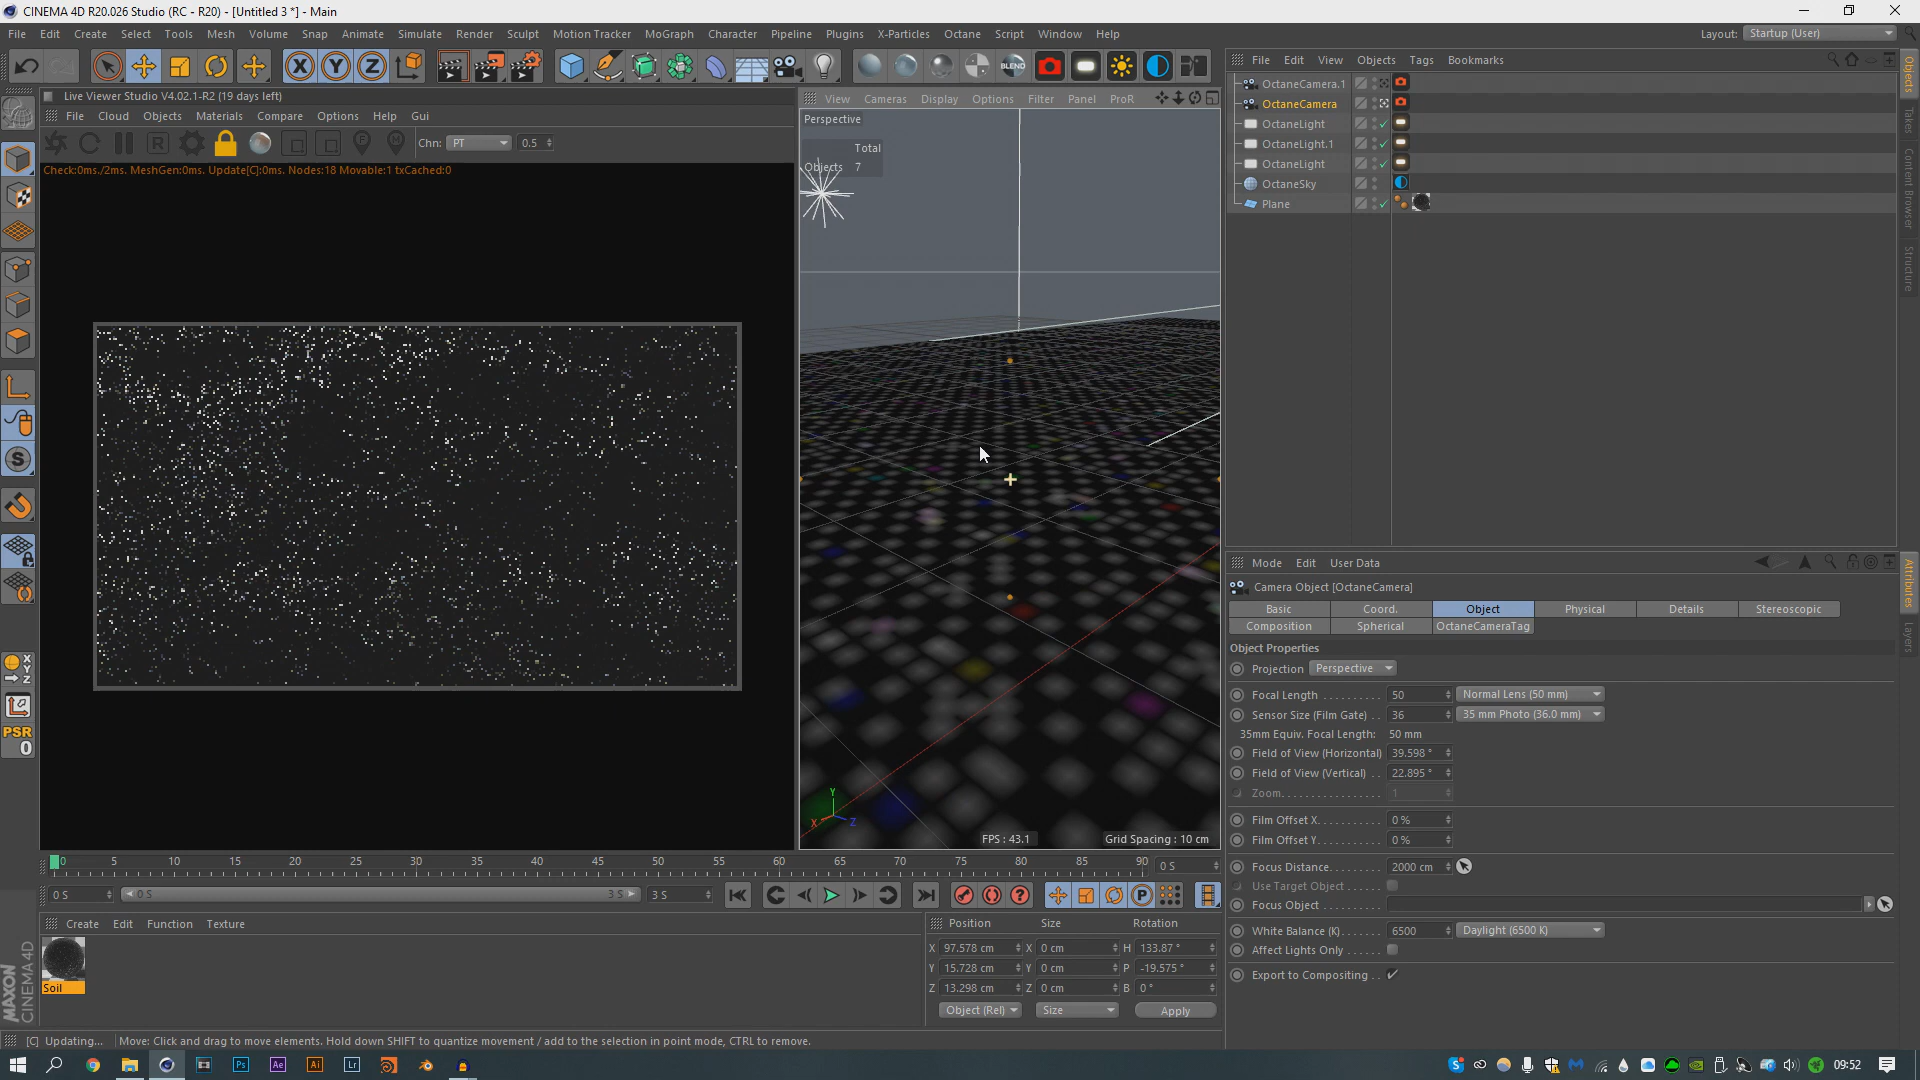 CINEMA 4D R20.026 Studio (RC - R20) - [Untitled 3 *] - Main
File Edit Create Select Tools Mesh Volume Snap Animate Simulate Render Sculpt Motion Tracker MoGraph Character Pipeline Plugins X-Particles Octane Script Window Help
Layout: Startup (User)
BLEND
File Edit View Objects Tags Bookmarks
Live Viewer Studio V4.02.1-R2 (19 days left)
File Cloud Objects Materials Compare Options Help Gui
Chn: PT 0.5
Check:0ms./2ms. MeshGen:0ms. Update[C]:0ms. Nodes:18 Movable:1 txCached:0
View Cameras Display Options Filter Panel ProR
Perspective
Total
Objects 7
FPS : 43.1
Grid Spacing : 10 cm
Y
X
Z
OctaneCamera.1
OctaneCamera
OctaneLight
OctaneLight.1
OctaneLight
OctaneSky
Plane
Objects
Takes
Content Browser
Structure
Mode Edit User Data
Camera Object [OctaneCamera]
Basic Coord. Object Physical Details Stereoscopic
Composition Spherical OctaneCameraTag
Object Properties
Projection Perspective
Focal Length 50 Normal Lens (50 mm)
Sensor Size (Film Gate) 36 35 mm Photo (36.0 mm)
35mm Equiv. Focal Length: 50 mm
Field of View (Horizontal) 39.598 °
Field of View (Vertical) 22.895 °
Zoom 1
Film Offset X 0 %
Film Offset Y 0 %
Focus Distance 2000 cm
Use Target Object
Focus Object
White Balance (K) 6500 Daylight (6500 K)
Affect Lights Only
Export to Compositing
Attributes
Layers
PSR
0
0 5 10 15 20 25 30 35 40 45 50 55 60 65 70 75 80 85 90 0 S
0 S 0 S 3 S 3 S
Create Edit Function Texture
Soil
MAXON CINEMA 4D
Position Size Rotation
X 97.578 cm X 0 cm H 133.87 °
Y 15.728 cm Y 0 cm P -19.575 °
Z 13.298 cm Z 0 cm B 0 °
Object (Rel) Size Apply
[C] Updating... Move: Click and drag to move elements. Hold down SHIFT to quantize movement / add to the selection in point mode, CTRL to remove.
Ps Ae Ai Lr
09:52